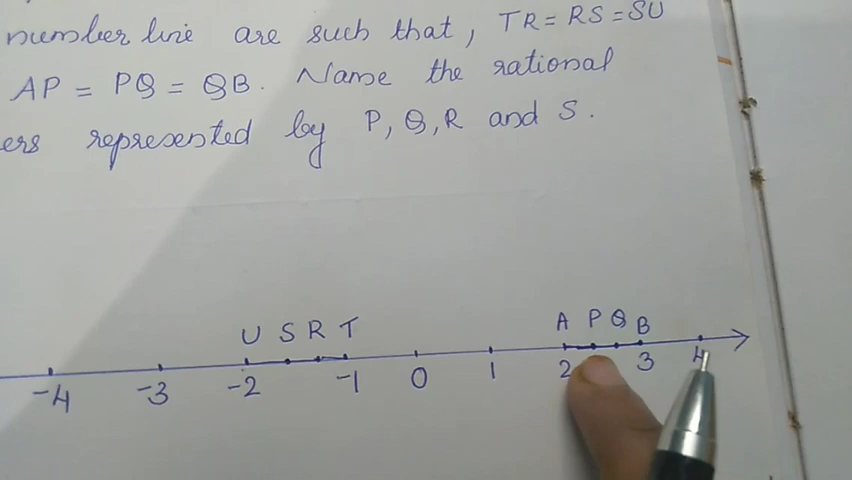 number line are such that, TR = RS = SU
AP = PQ = QB. Name the rational
ers represented by P, Q, R and S.
U S R T A P Q B
-4 -3 -2 -1 0 1 2 3 4